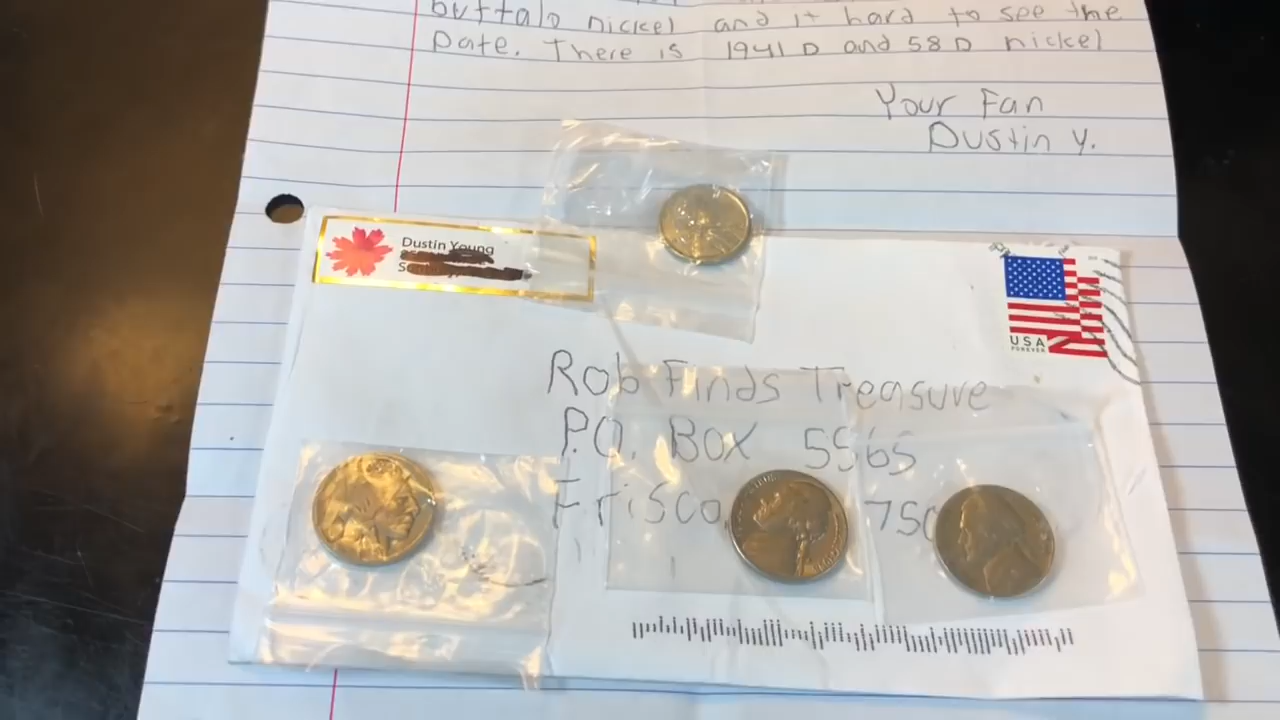 buffalo nickel and it hard to see the
Date. There is 1941 D and 58 D nickel
Your Fan
Dustin Y.
Dustin Young
USA
FOREVER
Rob Finds Treasure
P.O. BOX 5565
Frisco 750